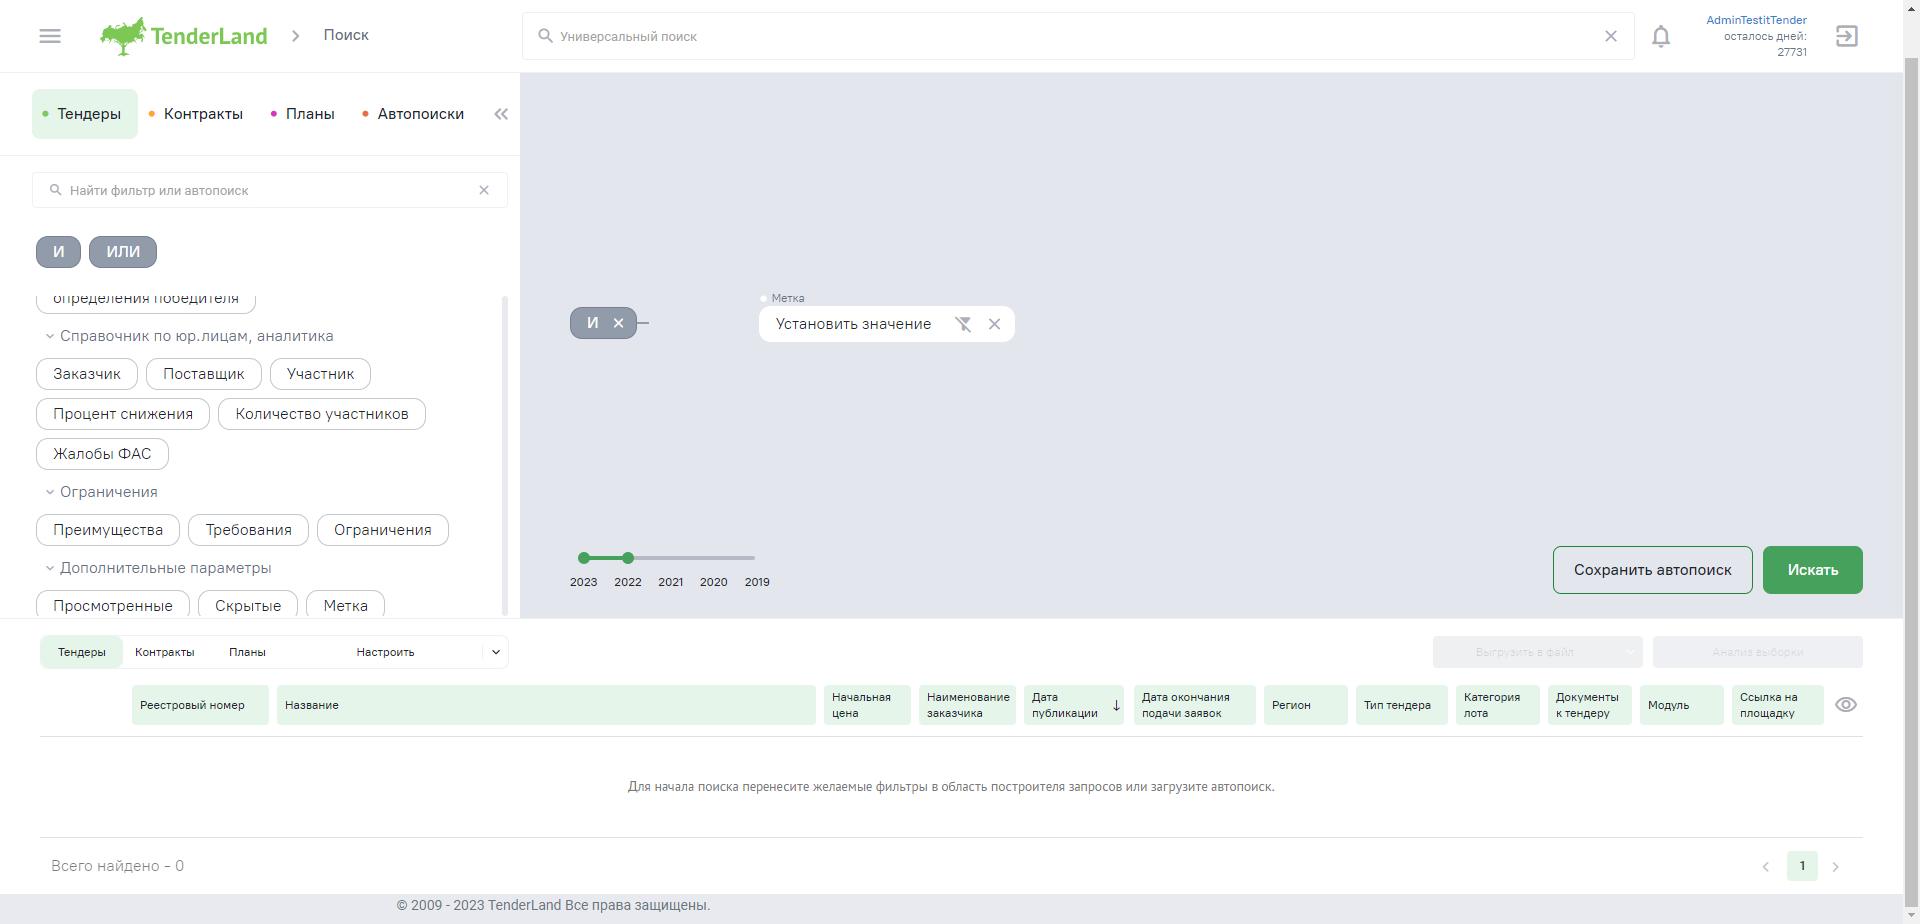 TenderLand
Поиск
Универсальный поиск
AdminTestitTender
осталось дней:
27731
Тендеры
Контракты
Планы
Автопоиски
Найти фильтр или автопоиск
И
ИЛИ
определения победителя
Справочник по юр.лицам, аналитика
Заказчик
Поставщик
Участник
Процент снижения
Количество участников
Жалобы ФАС
Ограничения
Преимущества
Требования
Ограничения
Дополнительные параметры
Просмотренные
Скрытые
Метка
И
Метка
Установить значение
2023
2022
2021
2020
2019
Сохранить автопоиск
Искать
Тендеры
Контракты
Планы
Настроить
Выгрузить в файл
Анализ выборки
Реестровый номер
Название
Начальная
цена
Наименование
заказчика
Дата
публикации
Дата окончания
подачи заявок
Регион
Тип тендера
Категория
лота
Документы
к тендеру
Модуль
Ссылка на
площадку
Для начала поиска перенесите желаемые фильтры в область построителя запросов или загрузите автопоиск.
Всего найдено - 0
1
© 2009 - 2023 TenderLand Все права защищены.